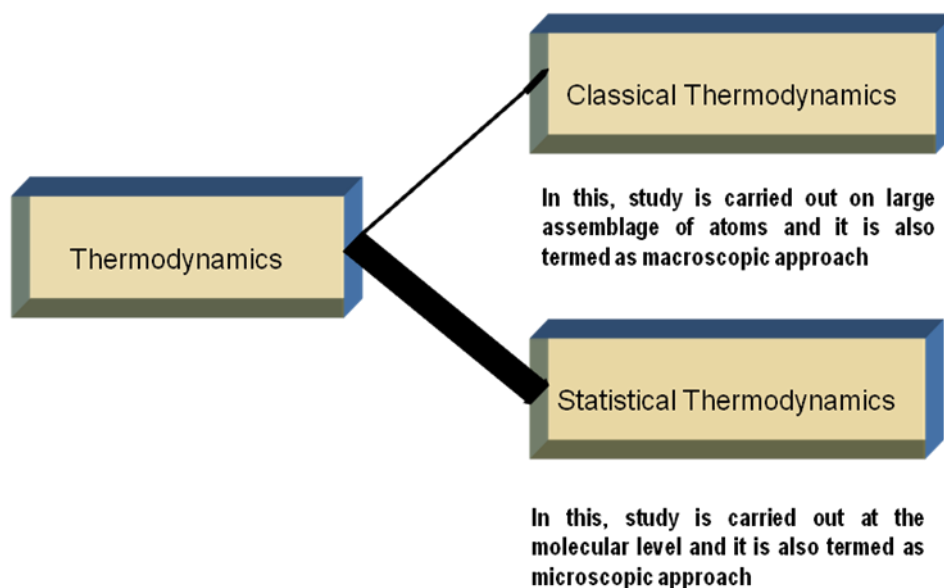 Classical Thermodynamics
In this, study is carried out on large
assemblage of atoms and it is also
termed as macroscopic approach
Thermodynamics
Statistical Thermodynamics
In this, study is carried out at the
molecular level and it is also termed as
microscopic approach